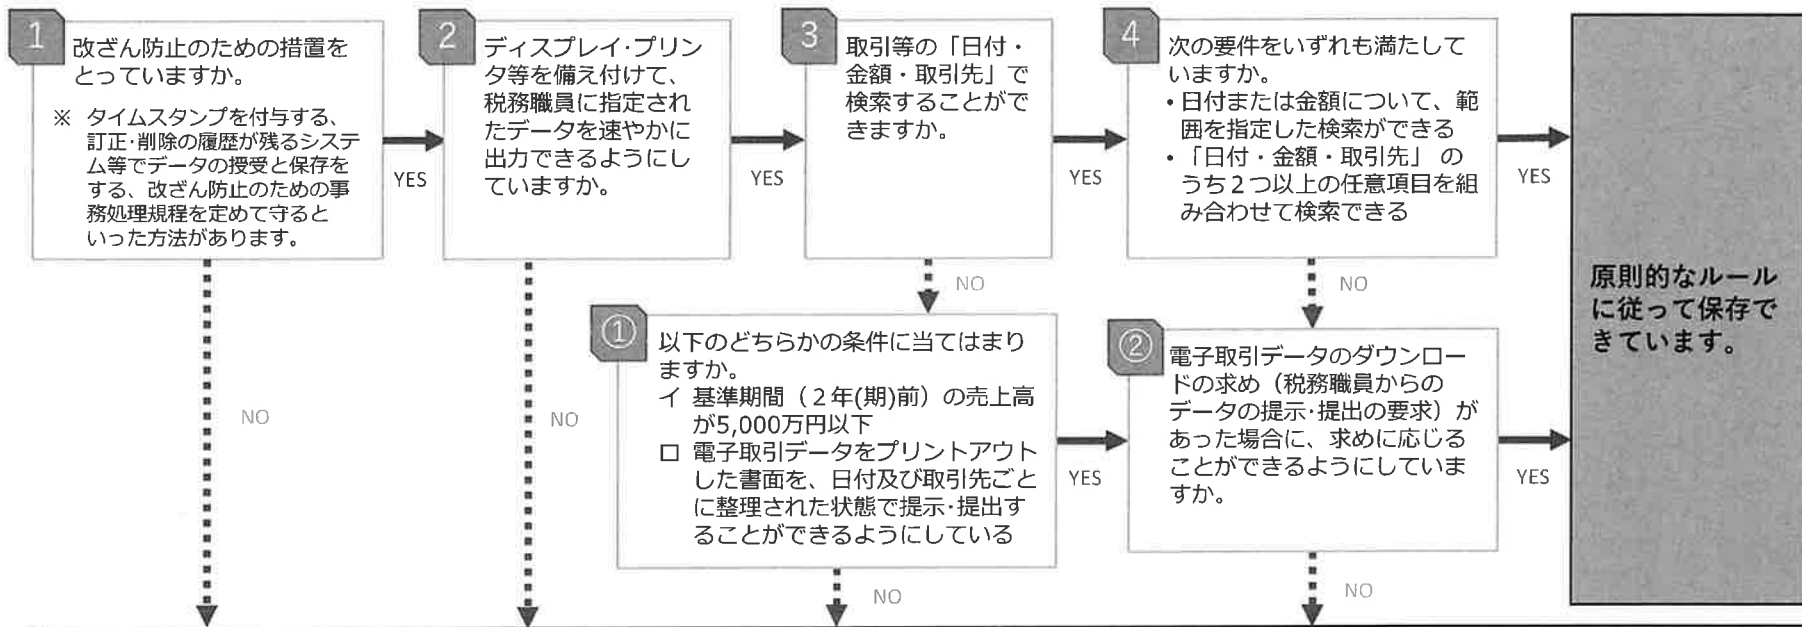 1
改ざん防止のための措置を
とっていますか。
※ タイムスタンプを付与する、
訂正･削除の履歴が残るシステ
ム等でデータの授受と保存を
する、改ざん防止のための事
務処理規程を定めて守ると
いった方法があります。
YES
2
ディスプレイ･プリン
タ等を備え付けて、
税務職員に指定され
たデータを速やかに
出力できるようにし
ていますか。
YES
3
取引等の「日付・
金額・取引先」で
検索することがで
きますか。
YES
4
次の要件をいずれも満たして
いますか。
• 日付または金額について、範
囲を指定した検索ができる
• 「日付・金額・取引先」 の
うち２つ以上の任意項目を組
み合わせて検索できる
YES
原則的なルール
に従って保存で
きています。
NO
NO
NO
NO
①
以下のどちらかの条件に当てはまり
ますか。
イ 基準期間（２年(期)前）の売上高
が5,000万円以下
ロ 電子取引データをプリントアウト
した書面を、日付及び取引先ごと
に整理された状態で提示･提出す
ることができるようにしている
YES
②
電子取引データのダウンロー
ドの求め（税務職員からの
データの提示･提出の要求）が
あった場合に、求めに応じる
ことができるようにしていま
すか。
YES
NO
NO